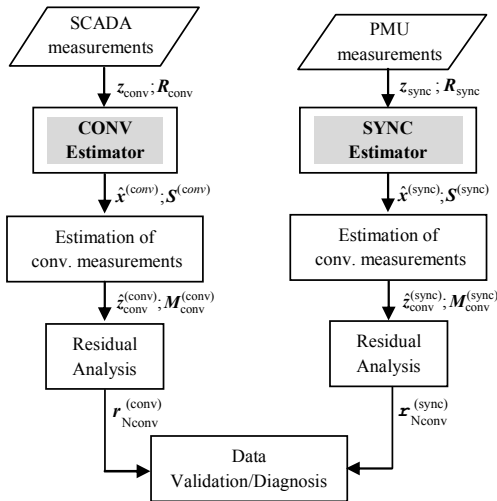 SCADA
measurements
z_conv ; R_conv
CONV
Estimator
x̂^(conv) ; S^(conv)
Estimation of
conv. measurements
ẑ_conv^(conv) ; M_conv^(conv)
Residual
Analysis
r_Nconv^(conv)
PMU
measurements
z_sync ; R_sync
SYNC
Estimator
x̂^(sync) ; S^(sync)
Estimation of
conv. measurements
ẑ_conv^(sync) ; M_conv^(sync)
Residual
Analysis
r_Nconv^(sync)
Data
Validation/Diagnosis